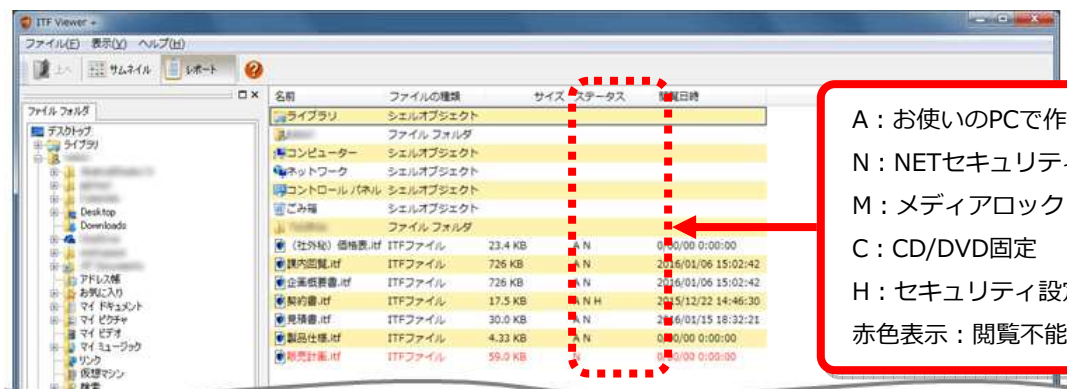 ITF Viewer +
ファイル(E) 表示(V) ヘルプ(H)
上へ サムネイル レポート
ファイル フォルダ
デスクトップ
ライブラリ
Desktop
Downloads
アドレス帳
お気に入り
マイ ドキュメント
マイ ピクチャ
マイ ビデオ
マイ ミュージック
リンク
仮想マシン
検索
名前 ファイルの種類 サイズ ステータス 閲覧日時
ライブラリ シェルオブジェクト
ファイル フォルダ
コンピューター シェルオブジェクト
ネットワーク シェルオブジェクト
コントロール パネル シェルオブジェクト
ごみ箱 シェルオブジェクト
ファイル フォルダ
(社外秘) 価格表.itf ITFファイル 23.4 KB A N 0/00/00 0:00:00
課内回覧.itf ITFファイル 726 KB A N 2016/01/06 15:02:42
企画概要書.itf ITFファイル 726 KB A N 2016/01/06 15:02:42
契約書.itf ITFファイル 17.5 KB A N H 2015/12/22 14:46:30
見積書.itf ITFファイル 30.0 KB A N 2016/01/15 18:32:21
製品仕様.itf ITFファイル 4.33 KB A N 0/00/00 0:00:00
販売計画.itf ITFファイル 59.0 KB N 0/00/00 0:00:00
A:お使いのPCで作
N:NETセキュリティ
M:メディアロック
C:CD/DVD固定
H:セキュリティ設定
赤色表示:閲覧不能